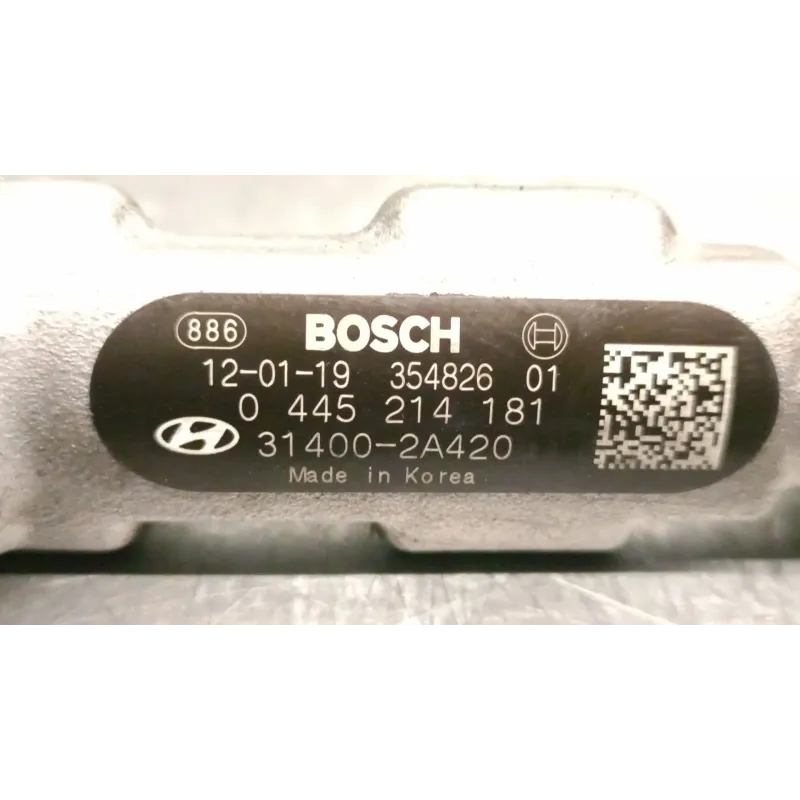 886 BOSCH
12-01-19 354826 01
0 445 214 181
31400-2A420
Made in Korea